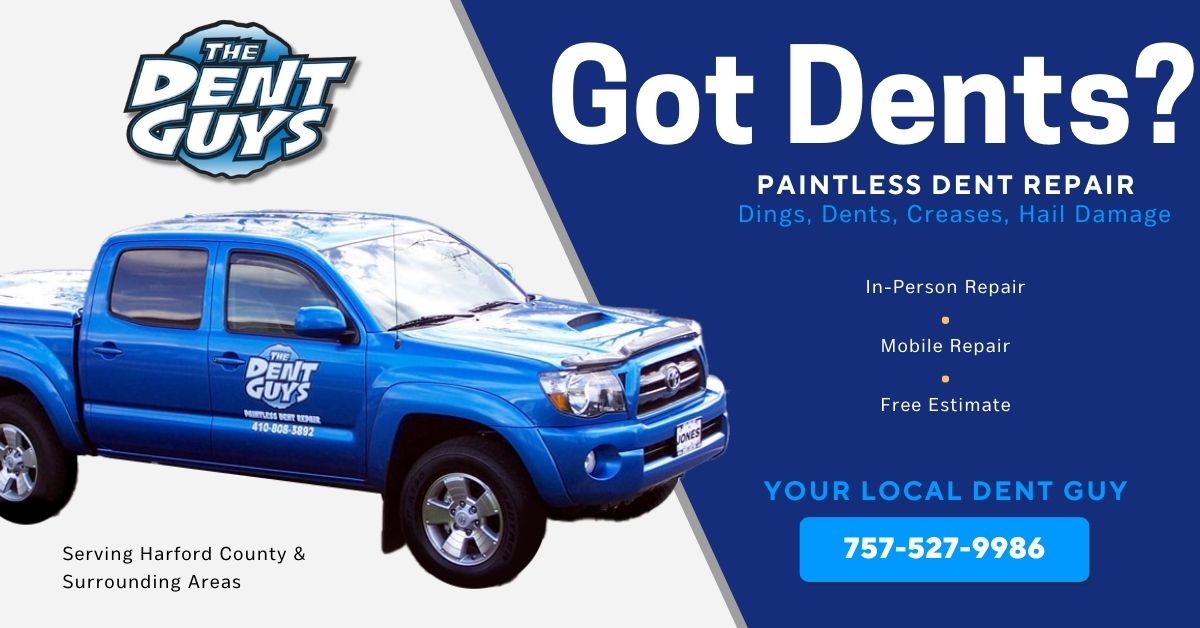 THE
DENT
GUYS
Got Dents?
PAINTLESS DENT REPAIR
Dings, Dents, Creases, Hail Damage
In-Person Repair
Mobile Repair
Free Estimate
YOUR LOCAL DENT GUY
757-527-9986
THE
DENT
GUYS
PAINTLESS DENT REPAIR
410-808-3892
JONES
Serving Harford County &
Surrounding Areas